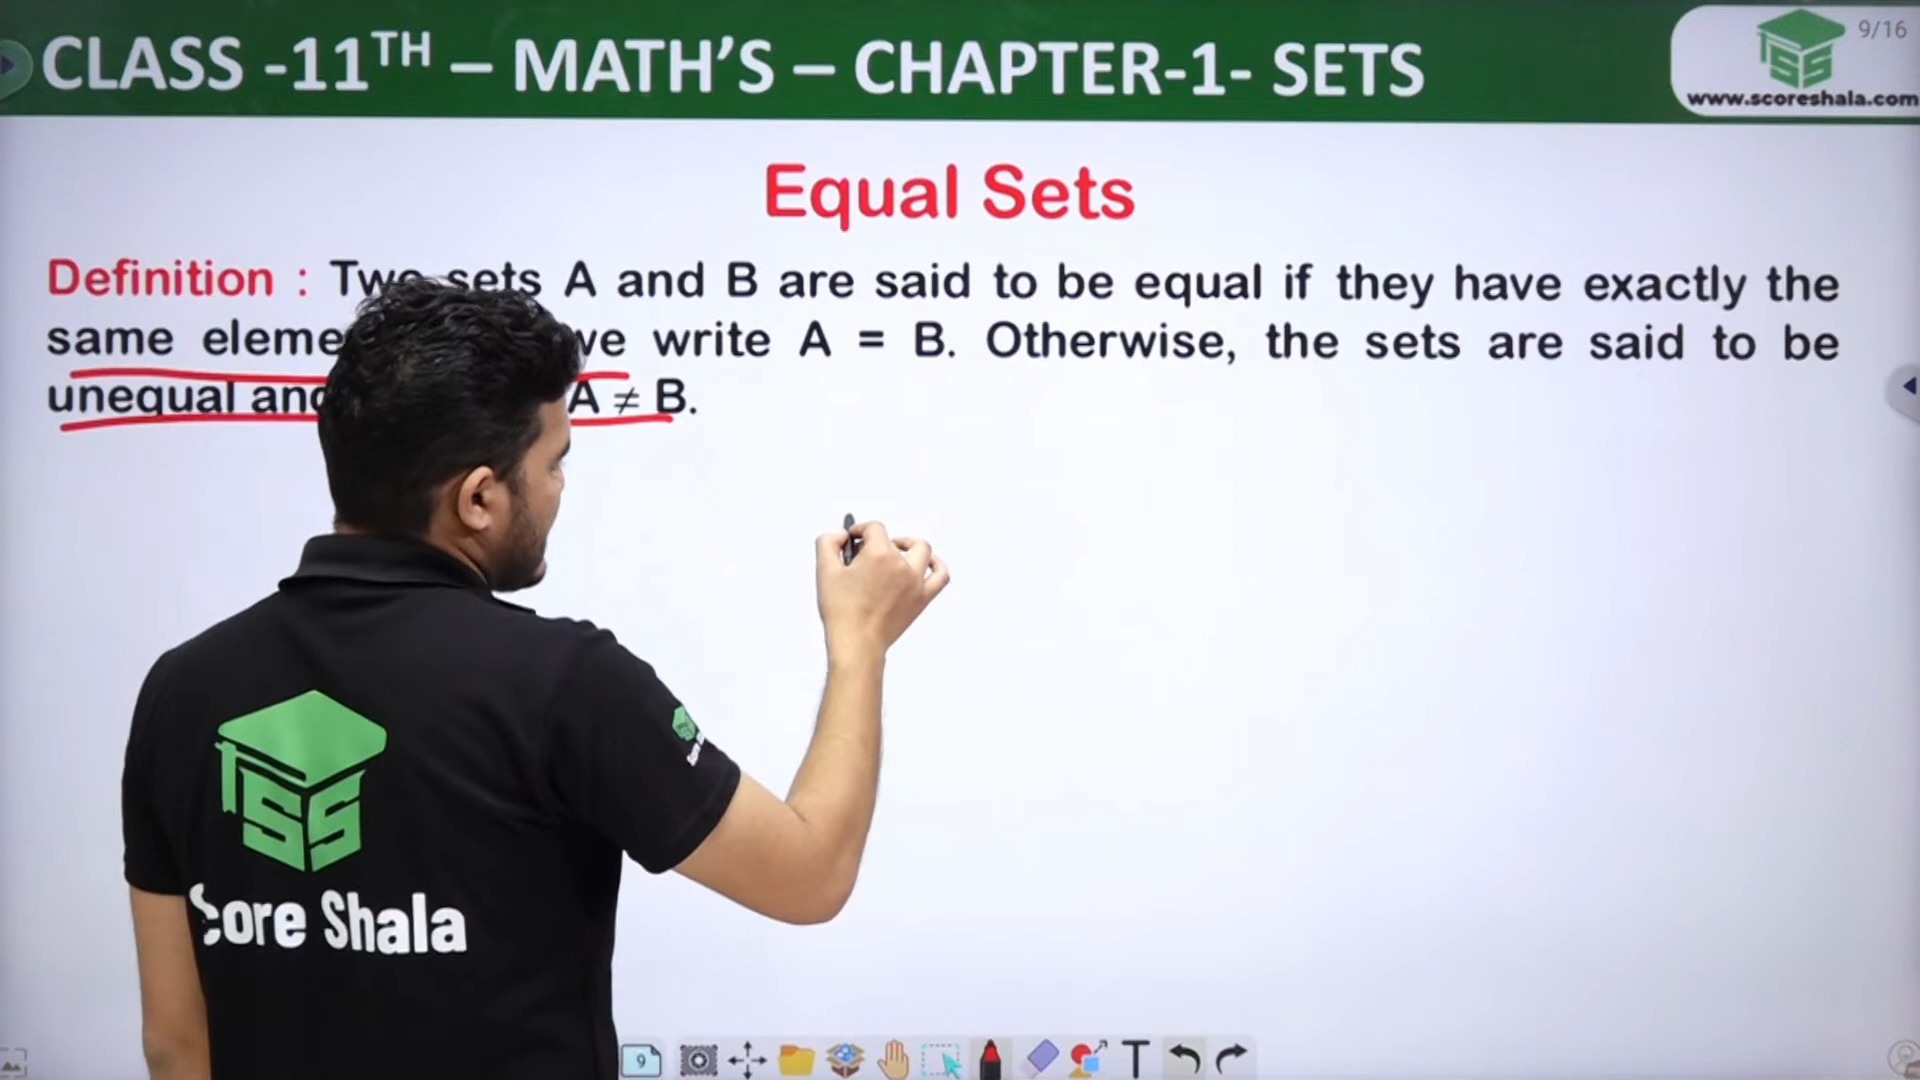 CLASS -11TH – MATH'S – CHAPTER-1- SETS
9/16
www.scoreshala.com
Equal Sets
Definition : Two sets A and B are said to be equal if they have exactly the
same we write A = B. Otherwise, the sets are said to be
unequal and A ≠ B.
SS
Score Shala
9
T